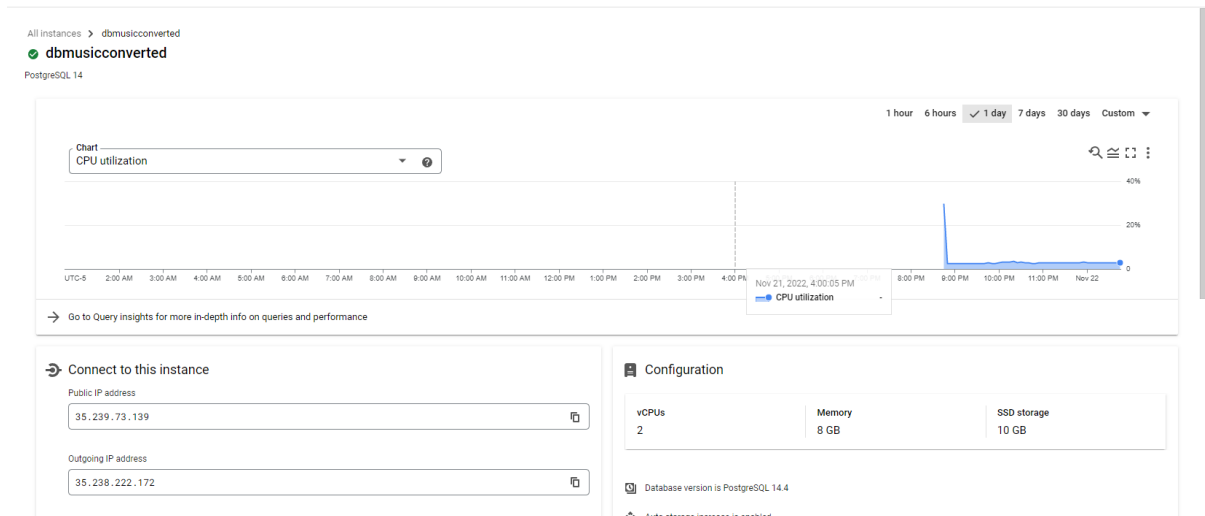 All instances > dbmusicconverted
dbmusicconverted
PostgreSQL 14
1 hour 6 hours 1 day 7 days 30 days Custom
Chart
CPU utilization
40%
20%
0
UTC-5 2:00 AM 3:00 AM 4:00 AM 5:00 AM 6:00 AM 7:00 AM 8:00 AM 9:00 AM 10:00 AM 11:00 AM 12:00 PM 1:00 PM 2:00 PM 3:00 PM 4:00 PM 8:00 PM 9:00 PM 10:00 PM 11:00 PM Nov 22
Nov 21, 2022, 4:00:05 PM
CPU utilization -
Go to Query insights for more in-depth info on queries and performance
Connect to this instance
Public IP address
35.239.73.139
Outgoing IP address
35.238.222.172
Configuration
vCPUs Memory SSD storage
2 8 GB 10 GB
Database version is PostgreSQL 14.4
Auto storage increase is enabled